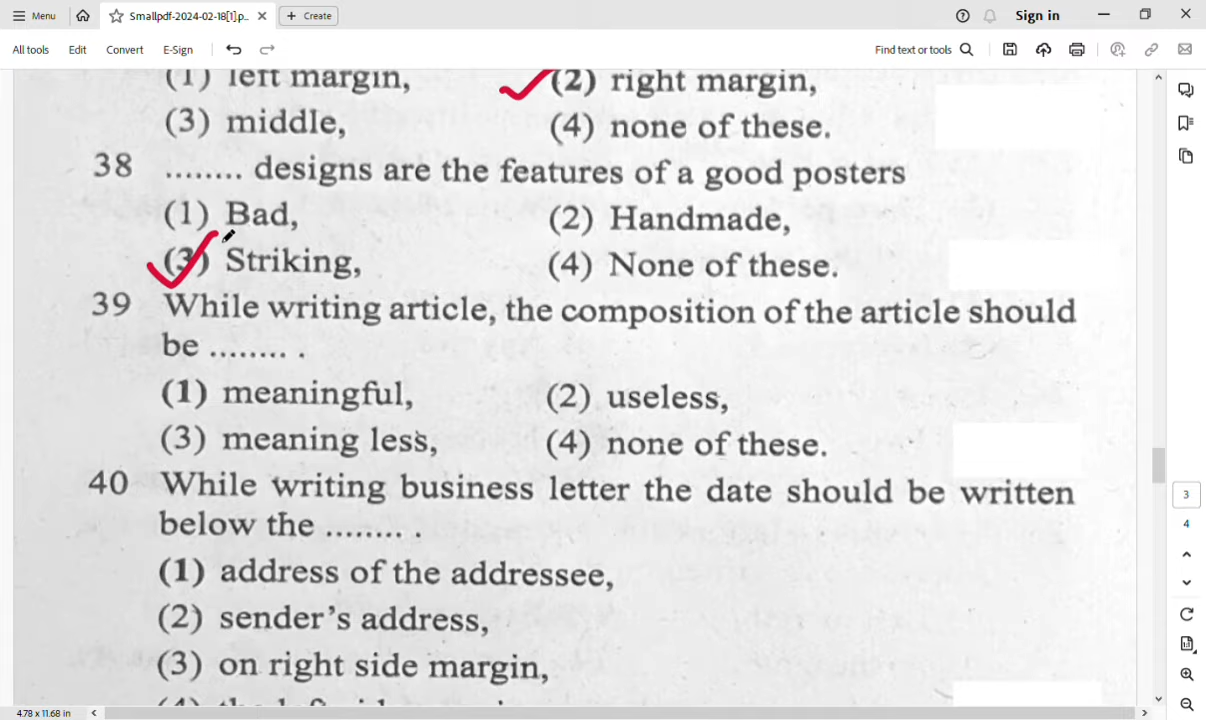 Menu
Smallpdf-2024-02-18[1].p...
Create
Sign in
All tools Edit Convert E-Sign
Find text or tools
(1) left margin, (2) right margin,
(3) middle, (4) none of these.
38 ........ designs are the features of a good posters
(1) Bad, (2) Handmade,
(3) Striking, (4) None of these.
39 While writing article, the composition of the article should
be ........ .
(1) meaningful, (2) useless,
(3) meaning less, (4) none of these.
40 While writing business letter the date should be written
below the ........ .
(1) address of the addressee,
(2) sender's address,
(3) on right side margin,
3
4
4.78 x 11.68 in